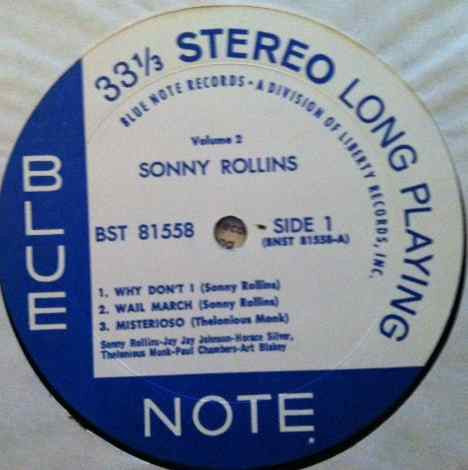 33⅓ STEREO LONG PLAYING
BLUE NOTE RECORDS • A DIVISION OF LIBERTY RECORDS, INC.
Volume 2
SONNY ROLLINS
BST 81558
SIDE 1
(BNST 81558-A)
1. WHY DON'T I (Sonny Rollins)
2. WAIL MARCH (Sonny Rollins)
3. MISTERIOSO (Thelonious Monk)
Sonny Rollins-Jay Jay Johnson-Horace Silver,
Thelonious Monk-Paul Chambers-Art Blakey
BLUE
NOTE